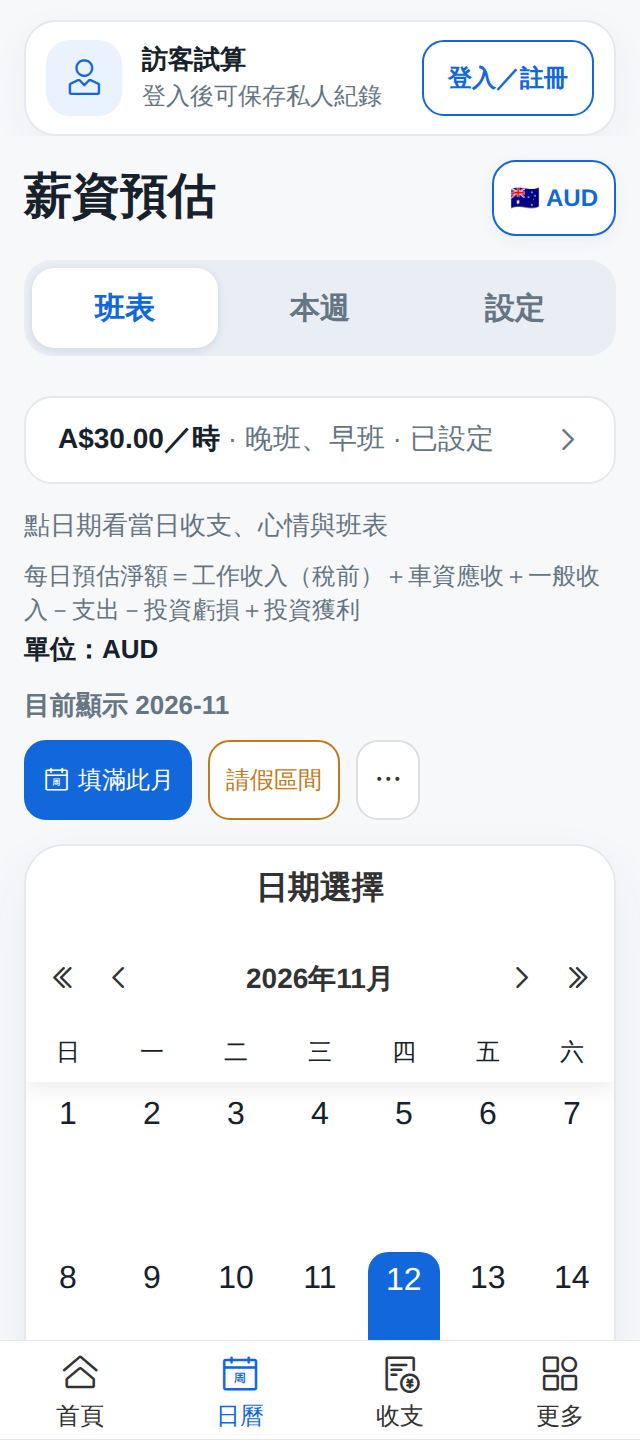 訪客試算
登入後可保存私人紀錄
登入／註冊
薪資預估
🇦🇺 AUD
班表
本週
設定
A$30.00／時 · 晚班、早班 · 已設定
點日期看當日收支、心情與班表
每日預估淨額＝工作收入（稅前）＋車資應收＋一般收
入－支出－投資虧損＋投資獲利
單位：AUD
目前顯示 2026-11
周 填滿此月
請假區間
···
日期選擇
2026年11月
日 一 二 三 四 五 六
1 2 3 4 5 6 7
8 9 10 11 12 13 14
周
¥
首頁 日曆 收支 更多